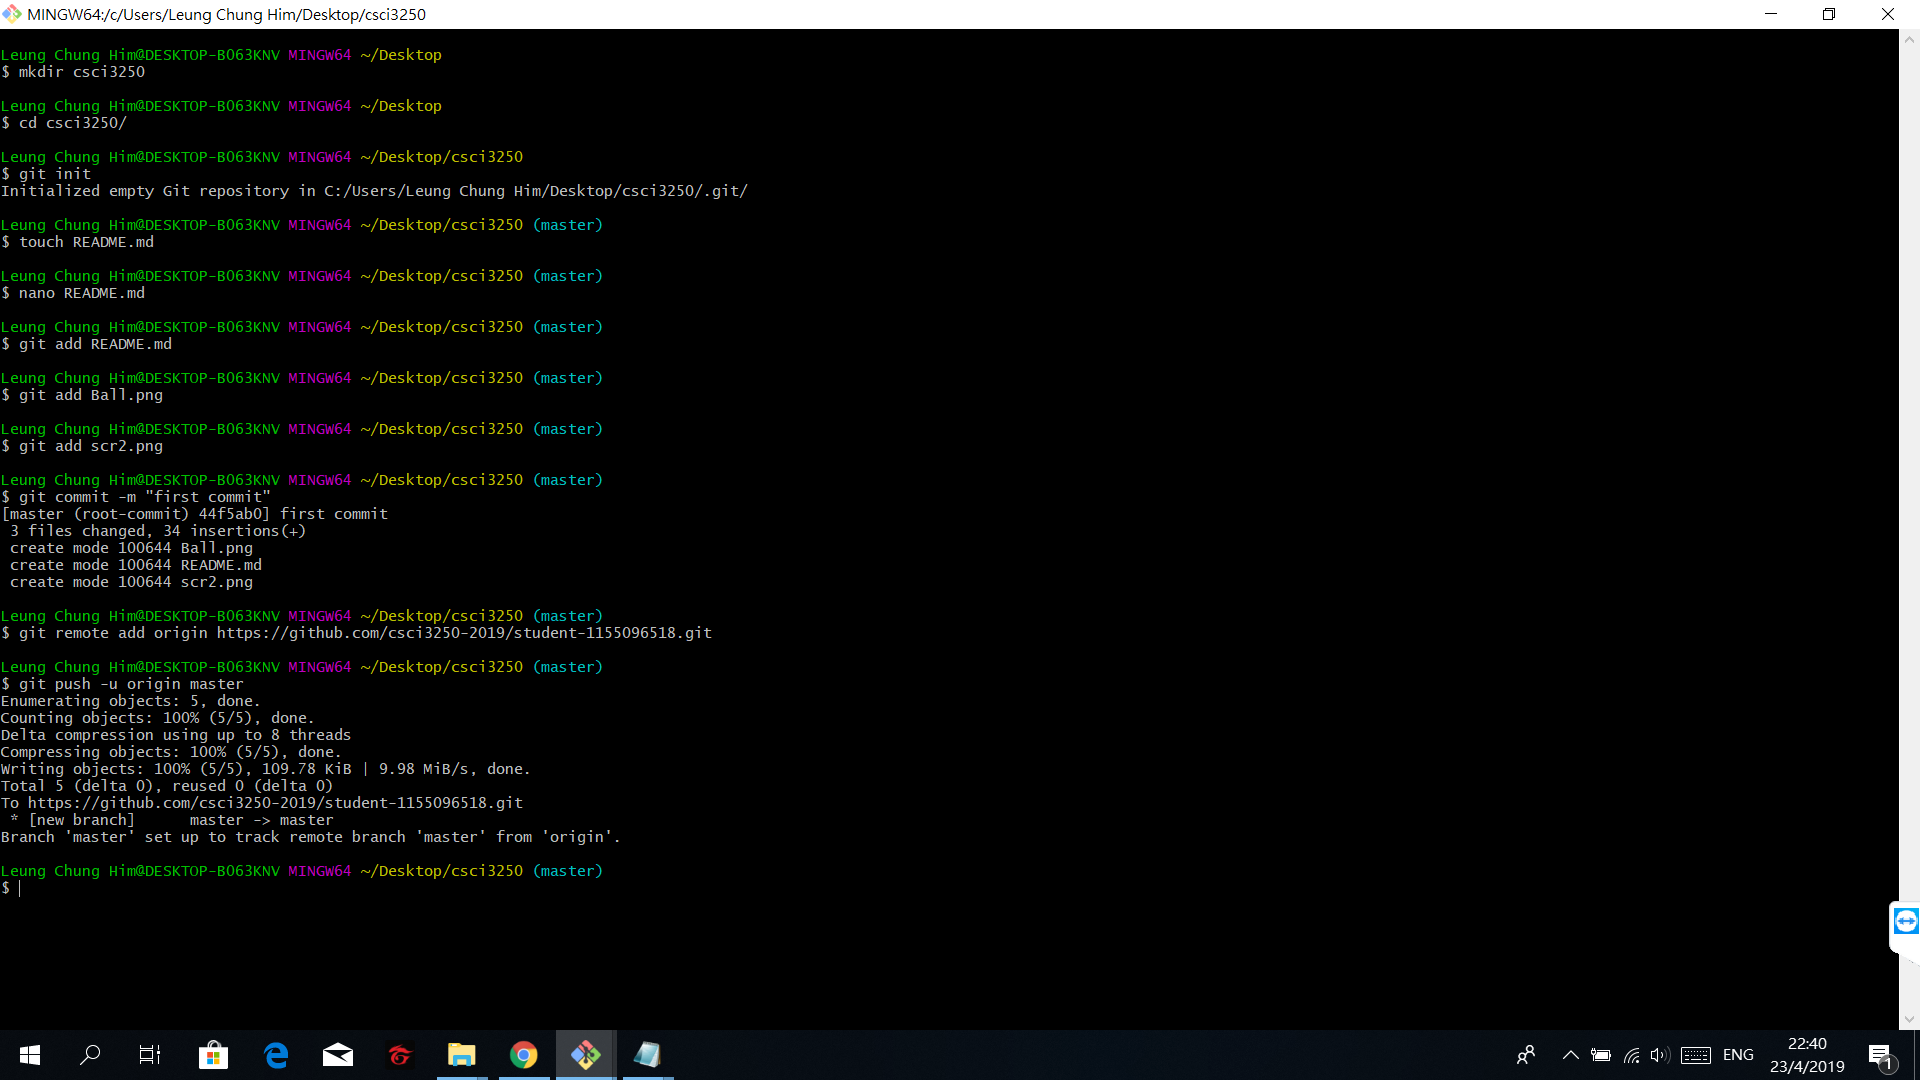 MINGW64:/c/Users/Leung Chung Him/Desktop/csci3250
Leung Chung Him@DESKTOP-B063KNV MINGW64 ~/Desktop
$ mkdir csci3250
Leung Chung Him@DESKTOP-B063KNV MINGW64 ~/Desktop
$ cd csci3250/
Leung Chung Him@DESKTOP-B063KNV MINGW64 ~/Desktop/csci3250
$ git init
Initialized empty Git repository in C:/Users/Leung Chung Him/Desktop/csci3250/.git/
Leung Chung Him@DESKTOP-B063KNV MINGW64 ~/Desktop/csci3250 (master)
$ touch README.md
Leung Chung Him@DESKTOP-B063KNV MINGW64 ~/Desktop/csci3250 (master)
$ nano README.md
Leung Chung Him@DESKTOP-B063KNV MINGW64 ~/Desktop/csci3250 (master)
$ git add README.md
Leung Chung Him@DESKTOP-B063KNV MINGW64 ~/Desktop/csci3250 (master)
$ git add Ball.png
Leung Chung Him@DESKTOP-B063KNV MINGW64 ~/Desktop/csci3250 (master)
$ git add scr2.png
Leung Chung Him@DESKTOP-B063KNV MINGW64 ~/Desktop/csci3250 (master)
$ git commit -m "first commit"
[master (root-commit) 44f5ab0] first commit
 3 files changed, 34 insertions(+)
 create mode 100644 Ball.png
 create mode 100644 README.md
 create mode 100644 scr2.png
Leung Chung Him@DESKTOP-B063KNV MINGW64 ~/Desktop/csci3250 (master)
$ git remote add origin https://github.com/csci3250-2019/student-1155096518.git
Leung Chung Him@DESKTOP-B063KNV MINGW64 ~/Desktop/csci3250 (master)
$ git push -u origin master
Enumerating objects: 5, done.
Counting objects: 100% (5/5), done.
Delta compression using up to 8 threads
Compressing objects: 100% (5/5), done.
Writing objects: 100% (5/5), 109.78 KiB | 9.98 MiB/s, done.
Total 5 (delta 0), reused 0 (delta 0)
To https://github.com/csci3250-2019/student-1155096518.git
 * [new branch]      master -> master
Branch 'master' set up to track remote branch 'master' from 'origin'.
Leung Chung Him@DESKTOP-B063KNV MINGW64 ~/Desktop/csci3250 (master)
$
ENG
22:40
23/4/2019
1